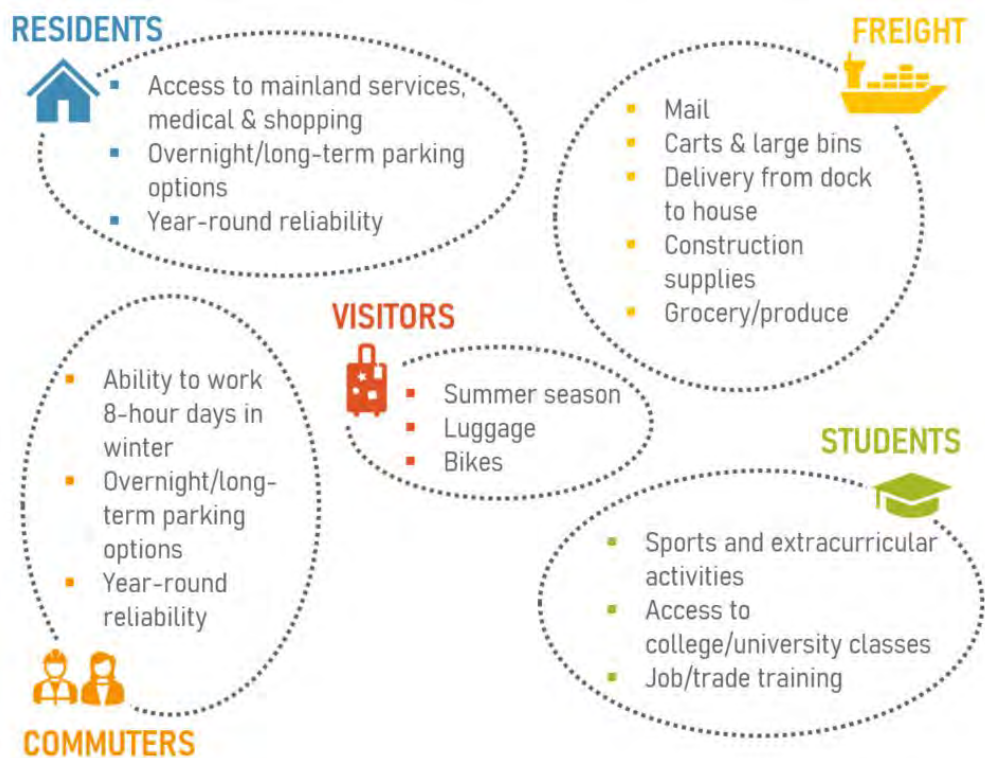 RESIDENTS
▪ Access to mainland services,
medical & shopping
▪ Overnight/long-term parking
options
▪ Year-round reliability
FREIGHT
▪ Mail
▪ Carts & large bins
▪ Delivery from dock
to house
▪ Construction
supplies
▪ Grocery/produce
VISITORS
▪ Summer season
▪ Luggage
▪ Bikes
▪ Ability to work
8-hour days in
winter
▪ Overnight/long-
term parking
options
▪ Year-round
reliability
COMMUTERS
STUDENTS
▪ Sports and extracurricular
activities
▪ Access to
college/university classes
▪ Job/trade training